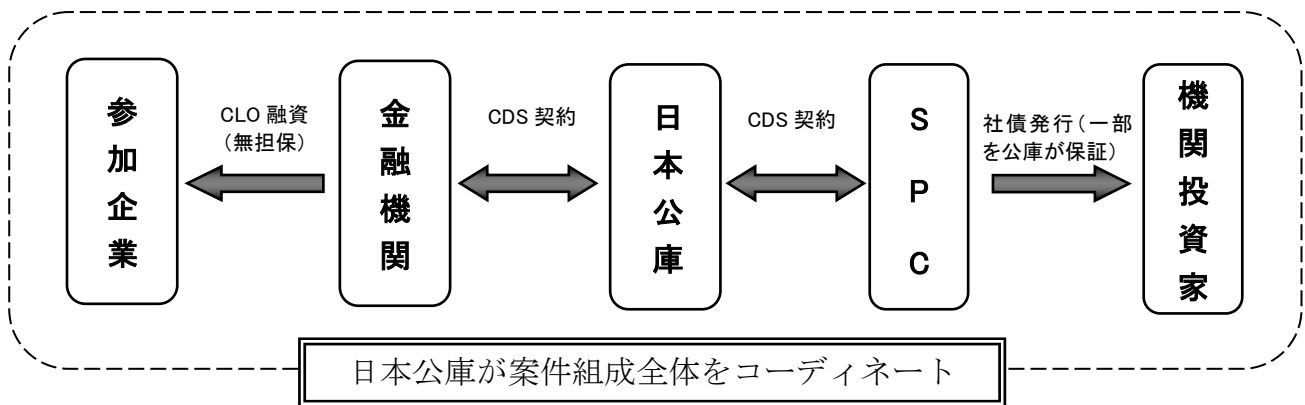 参加企業
CLO 融資
(無担保)
金融機関
CDS 契約
日本公庫
CDS 契約
SPC
社債発行(一部
を公庫が保証)
機関投資家
日本公庫が案件組成全体をコーディネート